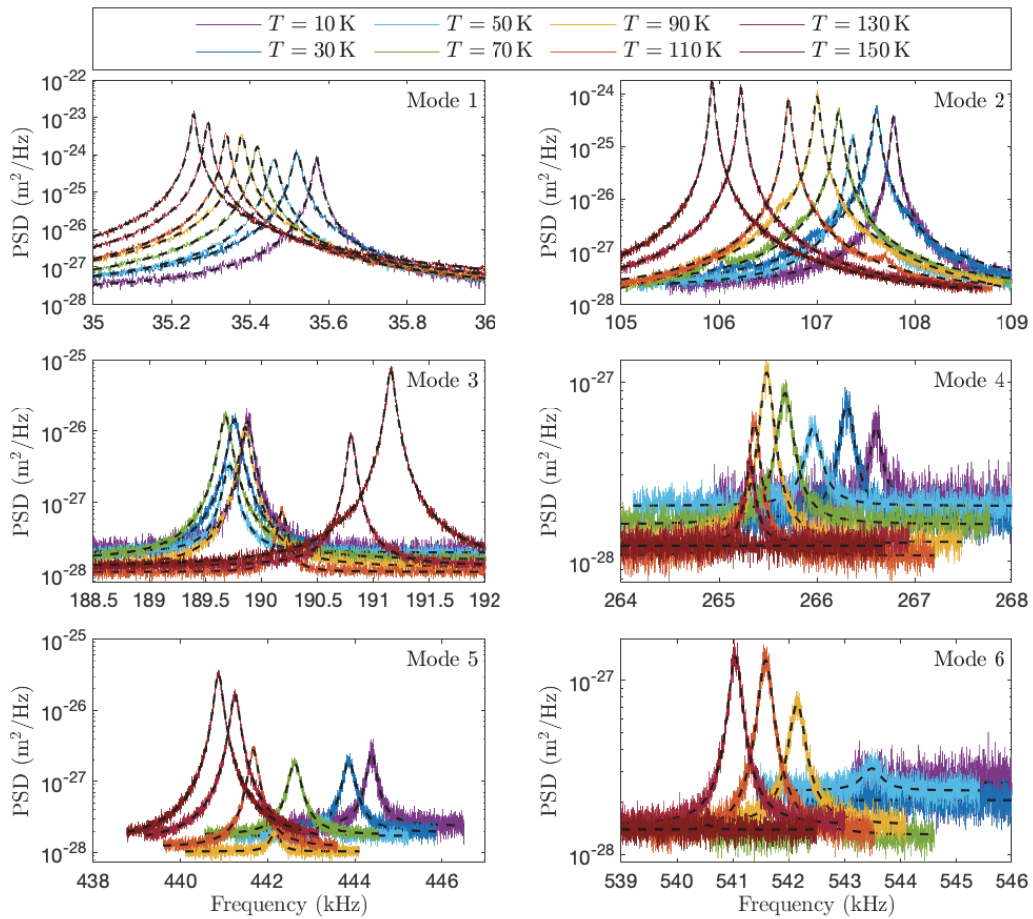 T = 10 K T = 50 K T = 90 K T = 130 K
T = 30 K T = 70 K T = 110 K T = 150 K
Mode 1
PSD (m²/Hz)
10⁻²²
10⁻²³
10⁻²⁴
10⁻²⁵
10⁻²⁶
10⁻²⁷
10⁻²⁸
35 35.2 35.4 35.6 35.8 36
Mode 2
PSD (m²/Hz)
10⁻²⁴
10⁻²⁵
10⁻²⁶
10⁻²⁷
10⁻²⁸
105 106 107 108 109
Mode 3
PSD (m²/Hz)
10⁻²⁵
10⁻²⁶
10⁻²⁷
10⁻²⁸
188.5 189 189.5 190 190.5 191 191.5 192
Mode 4
PSD (m²/Hz)
10⁻²⁷
10⁻²⁸
264 265 266 267 268
Mode 5
PSD (m²/Hz)
10⁻²⁵
10⁻²⁶
10⁻²⁷
10⁻²⁸
438 440 442 444 446
Frequency (kHz)
Mode 6
PSD (m²/Hz)
10⁻²⁷
10⁻²⁸
539 540 541 542 543 544 545 546
Frequency (kHz)